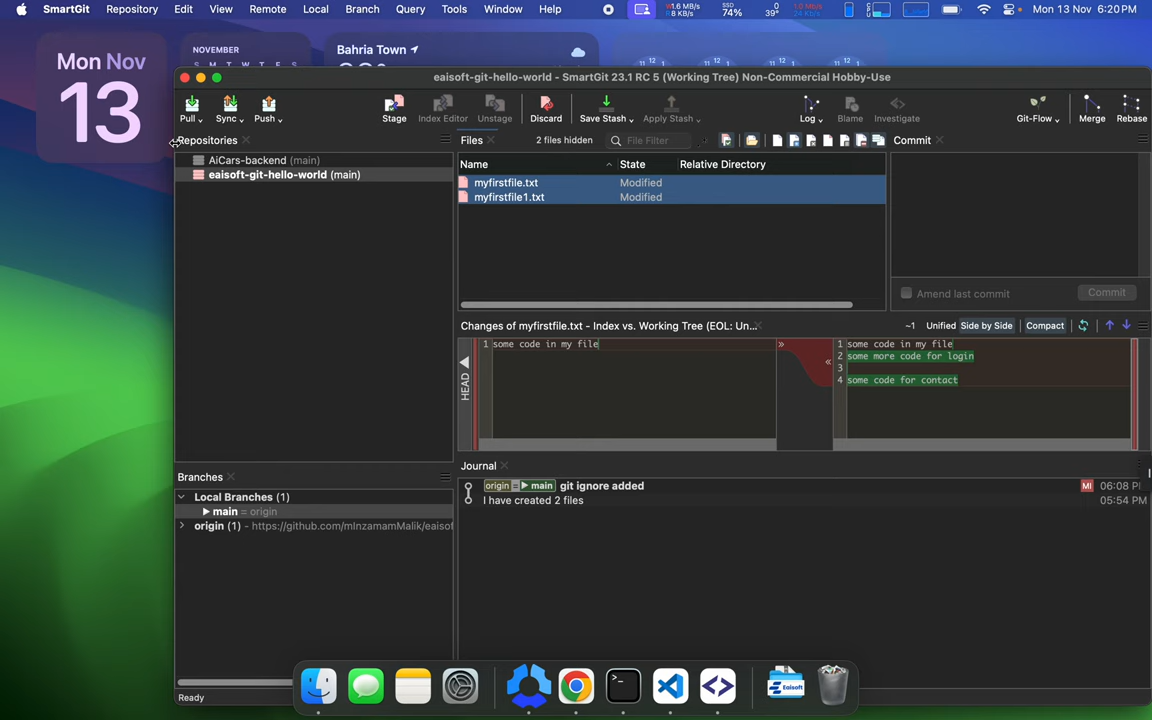 SmartGit Repository Edit View Remote Local Branch Query Tools Window Help
SSD 74% 0 39° Mon 13 Nov 6:20PM
Mon Nov
13
NOVEMBER
S M T W T F S
Bahria Town
eaisoft-git-hello-world - SmartGit 23.1 RC 5 (Working Tree) Non-Commercial Hobby-Use
Pull Sync Push Stage Index Editor Unstage Discard Save Stash Apply Stash Log Blame Investigate Git-Flow Merge Rebase
Repositories
AiCars-backend (main)
eaisoft-git-hello-world (main)
Files 2 files hidden File Filter
Name State Relative Directory
myfirstfile.txt Modified
myfirstfile1.txt Modified
Commit
Amend last commit Commit
Changes of myfirstfile.txt - Index vs. Working Tree (EOL: Un... ~1 Unified Side by Side Compact
HEAD
1 some code in my file
1 some code in my file
2 some more code for login
3
4 some code for contact
Branches
Local Branches (1)
main = origin
origin (1) - https://github.com/mInzamamMalik/eaisof
Journal
origin = main git ignore added MI 06:08 P
I have created 2 files 05:54 PM
Ready
Eaisoft